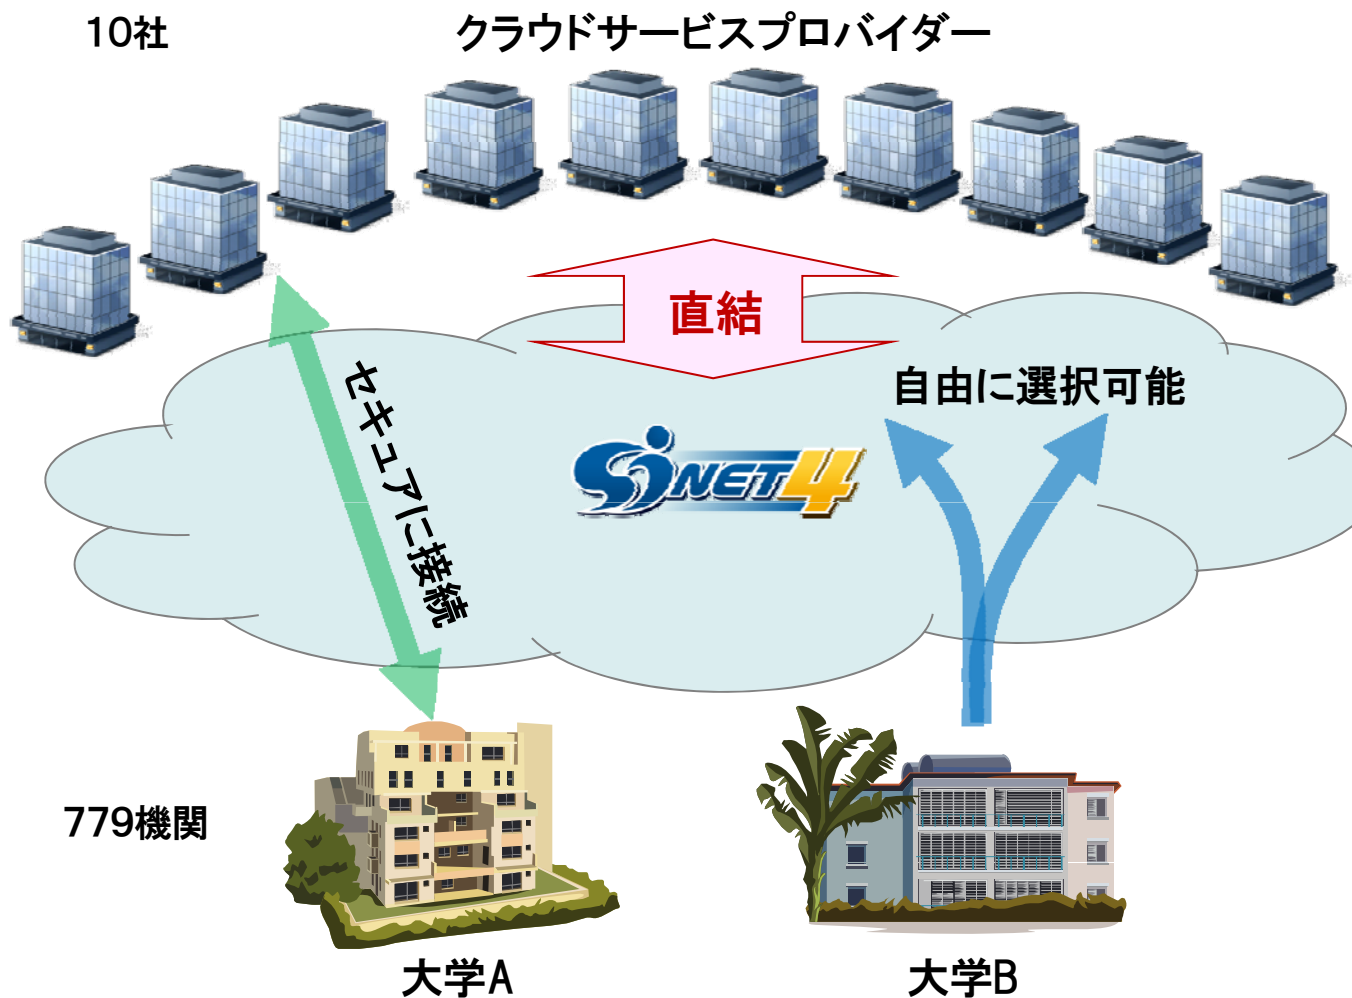 10社
クラウドサービスプロバイダー
直結
自由に選択可能
セキュアに接続
SINET4
779機関
大学A
大学B